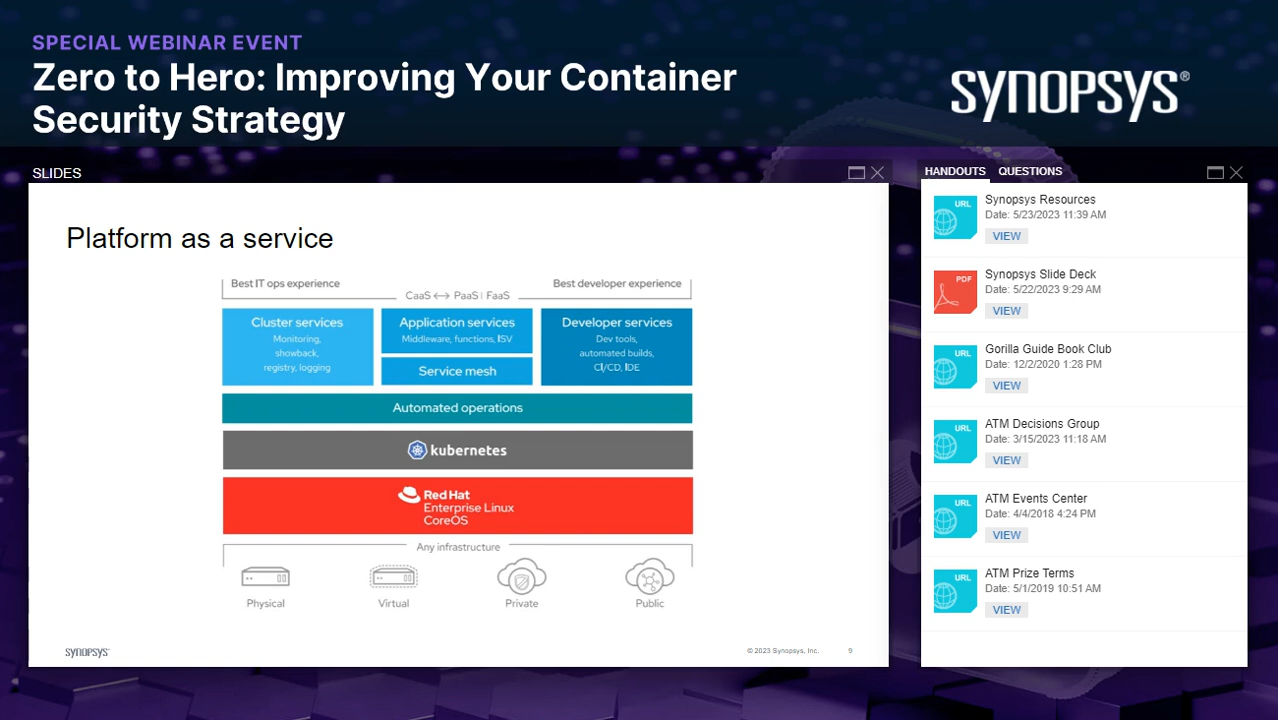 SPECIAL WEBINAR EVENT
Zero to Hero: Improving Your Container
Security Strategy
SYNOPSYS®
SLIDES
Platform as a service
Best IT ops experience
Best developer experience
CaaS ↔ PaaS | FaaS
Cluster services
Monitoring,
showback,
registry, logging
Application services
Middleware, functions, ISV
Service mesh
Developer services
Dev tools,
automated builds,
CI/CD, IDE
Automated operations
kubernetes
Red Hat
Enterprise Linux
CoreOS
Any infrastructure
Physical
Virtual
Private
Public
SYNOPSYS®
© 2023 Synopsys, Inc.
9
HANDOUTS
QUESTIONS
URL
Synopsys Resources
Date: 5/23/2023 11:39 AM
VIEW
PDF
Synopsys Slide Deck
Date: 5/22/2023 9:29 AM
VIEW
URL
Gorilla Guide Book Club
Date: 12/2/2020 1:28 PM
VIEW
URL
ATM Decisions Group
Date: 3/15/2023 11:18 AM
VIEW
URL
ATM Events Center
Date: 4/4/2018 4:24 PM
VIEW
URL
ATM Prize Terms
Date: 5/1/2019 10:51 AM
VIEW